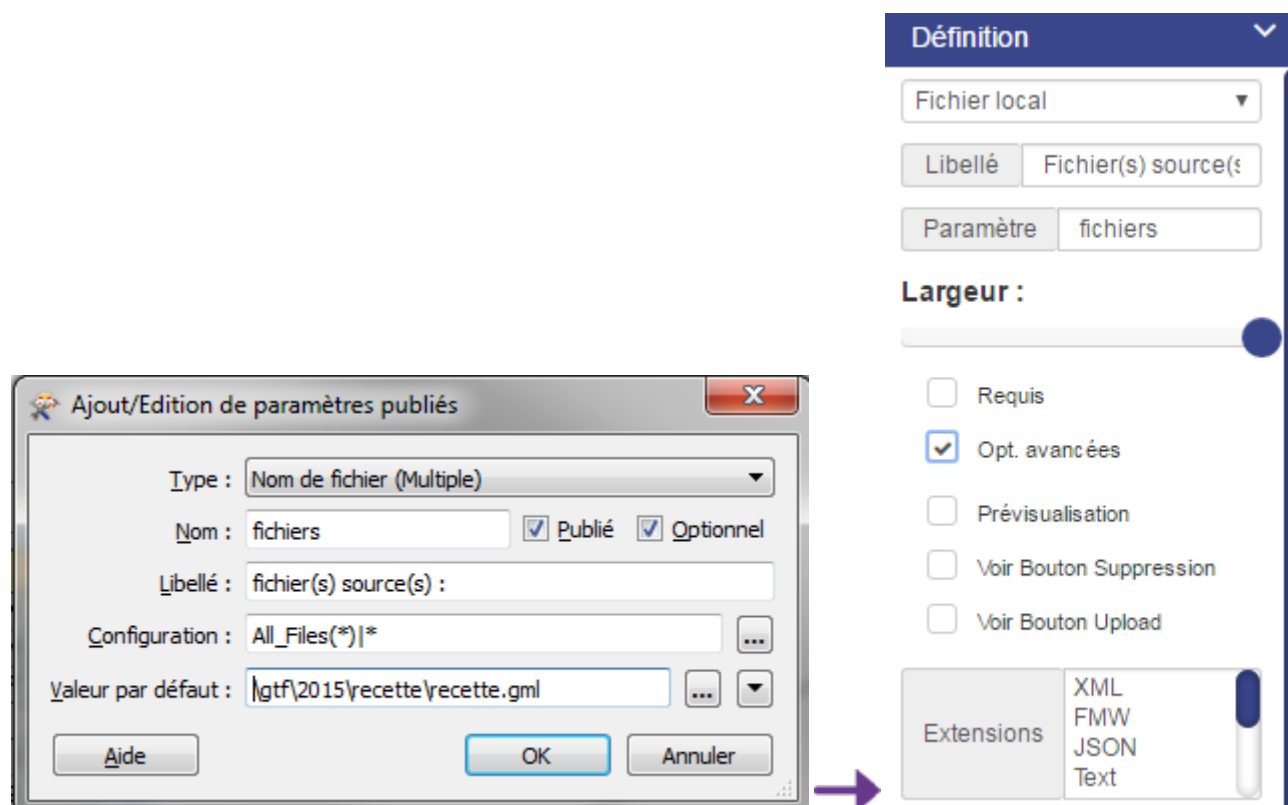 Ajout/Edition de paramètres publiés
Type : Nom de fichier (Multiple)
Nom : fichiers Publié Optionnel
Libellé : fichier(s) source(s) :
Configuration : All_Files(*)|* ...
Valeur par défaut : \gtf\2015\recette\recette.gml ...
Aide OK Annuler
Définition
Fichier local
Libellé Fichier(s) source(s
Paramètre fichiers
Largeur :
Requis
Opt. avancées
Prévisualisation
Voir Bouton Suppression
Voir Bouton Upload
Extensions
XML
FMW
JSON
Text